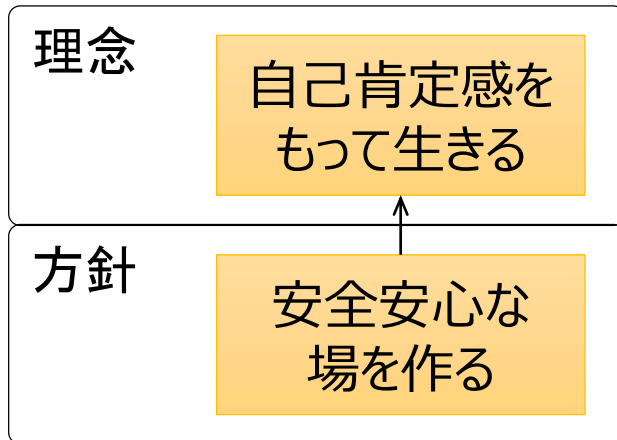 理念
自己肯定感を
もって生きる
方針
安全安心な
場を作る